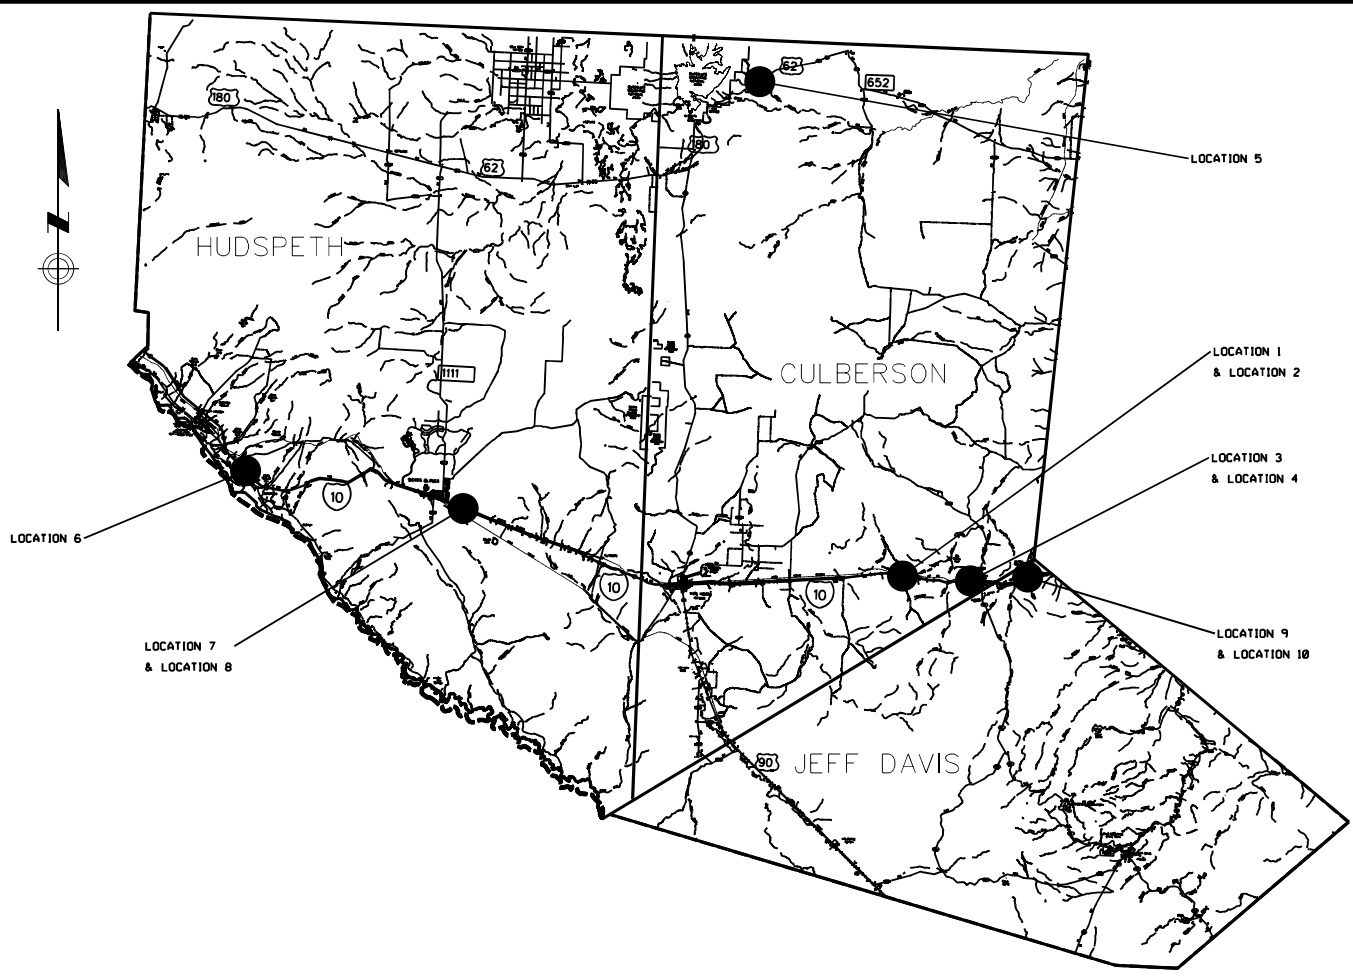 62
652
180
LOCATION 5
180
62
HUDSPETH
LOCATION 1
& LOCATION 2
1111
CULBERSON
LOCATION 3
& LOCATION 4
10
LOCATION 6
10
10
LOCATION 9
& LOCATION 10
LOCATION 7
& LOCATION 8
90
JEFF DAVIS
N